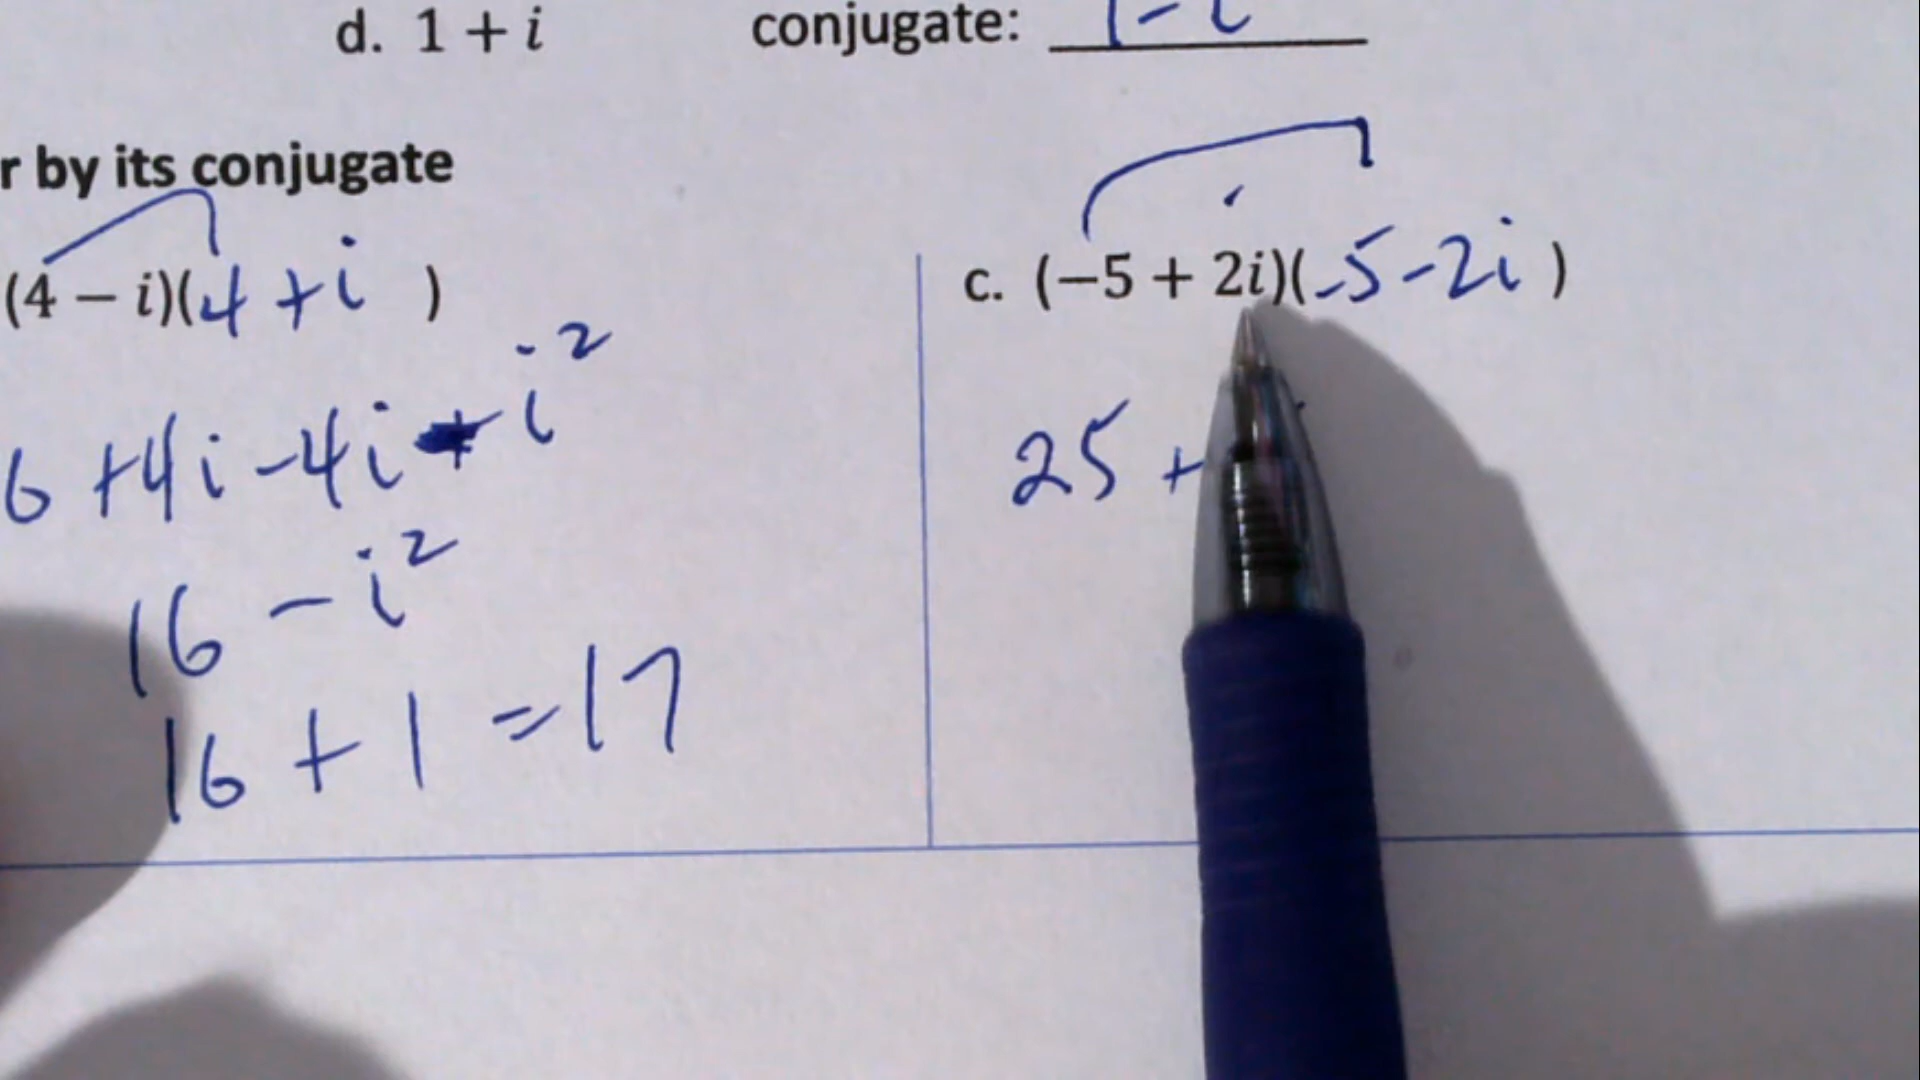 d. 1 + i conjugate: 1 - i
r by its conjugate
(4 − i)(4 + i )
c. (−5 + 2i)(-5 - 2i )
6 + 4i - 4i + i²
25 +
16 - i²
16 + 1 = 17